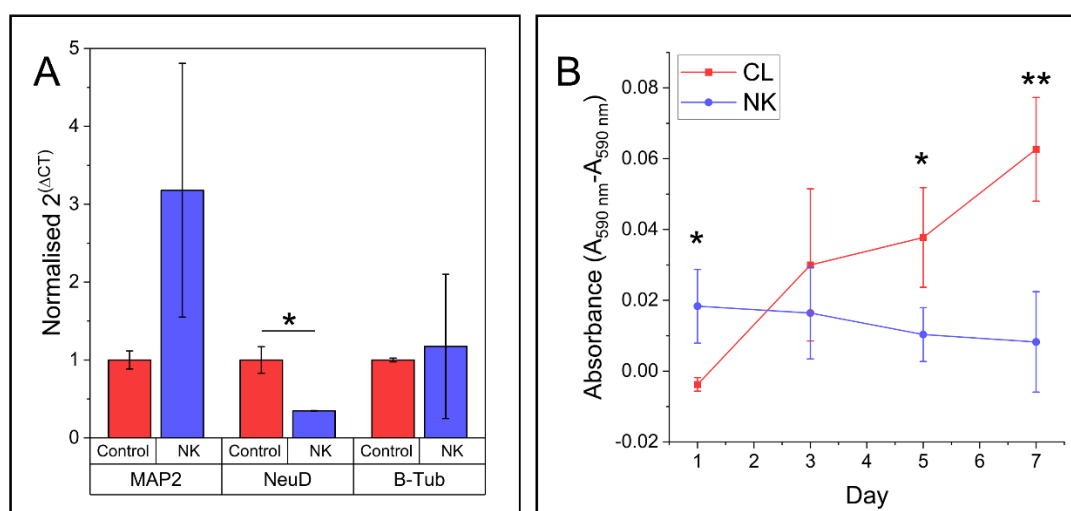 A
Normalised 2(ΔCT)
5
4
3
2
1
0
*
Control NK Control NK Control NK
MAP2 NeuD B-Tub
B
CL
NK
Absorbance (A590 nm-A590 nm)
0.08
0.06
0.04
0.02
0.00
-0.02
*
*
**
1 2 3 4 5 6 7
Day